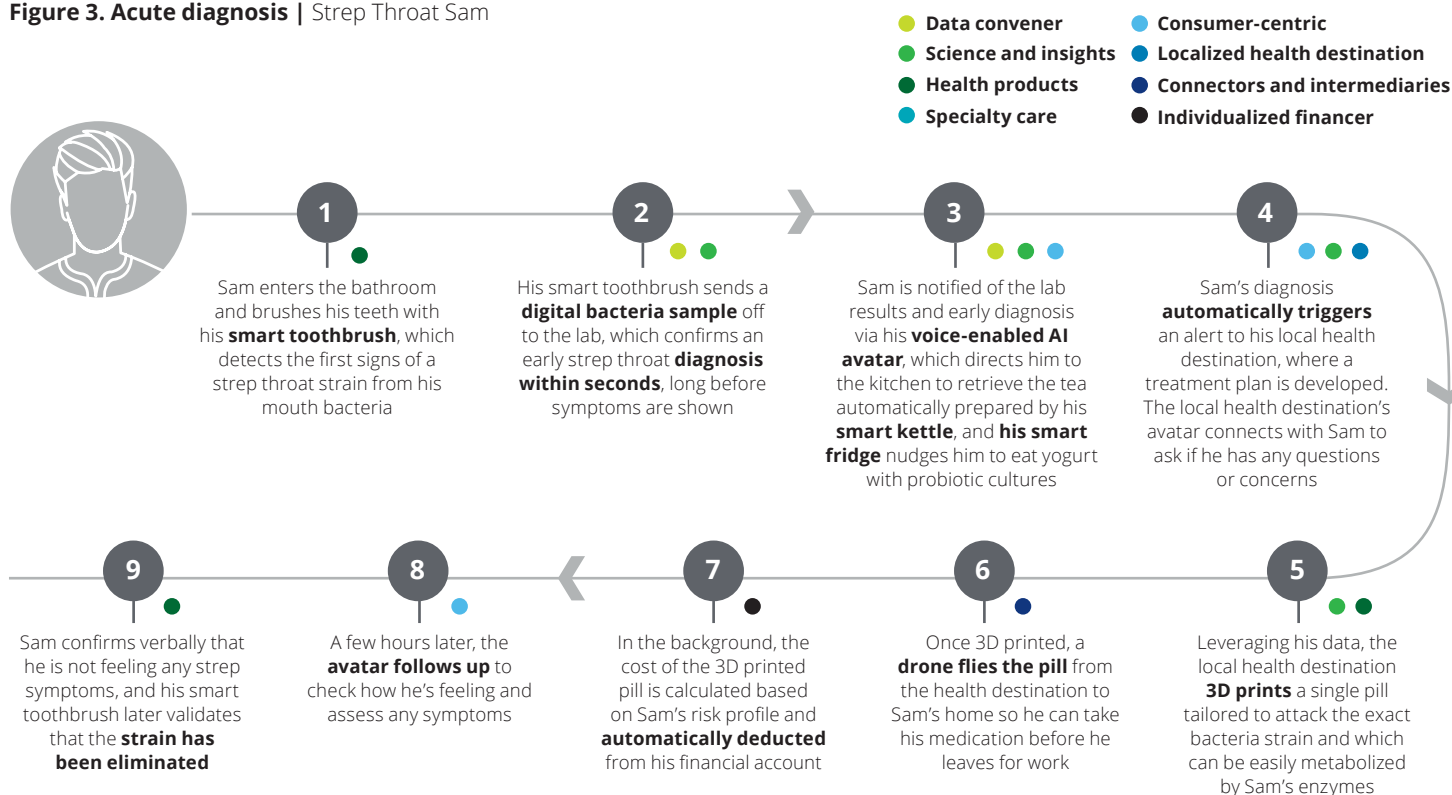 Figure 3. Acute diagnosis | Strep Throat Sam
Data convener
Science and insights
Health products
Specialty care
Consumer-centric
Localized health destination
Connectors and intermediaries
Individualized financer
1
Sam enters the bathroom
and brushes his teeth with
his smart toothbrush, which
detects the first signs of a
strep throat strain from his
mouth bacteria
2
His smart toothbrush sends a
digital bacteria sample off
to the lab, which confirms an
early strep throat diagnosis
within seconds, long before
symptoms are shown
3
Sam is notified of the lab
results and early diagnosis
via his voice-enabled AI
avatar, which directs him to
the kitchen to retrieve the tea
automatically prepared by his
smart kettle, and his smart
fridge nudges him to eat yogurt
with probiotic cultures
4
Sam’s diagnosis
automatically triggers
an alert to his local health
destination, where a
treatment plan is developed.
The local health destination’s
avatar connects with Sam to
ask if he has any questions
or concerns
5
Leveraging his data, the
local health destination
3D prints a single pill
tailored to attack the exact
bacteria strain and which
can be easily metabolized
by Sam’s enzymes
6
Once 3D printed, a
drone flies the pill from
the health destination to
Sam’s home so he can take
his medication before he
leaves for work
7
In the background, the
cost of the 3D printed
pill is calculated based
on Sam’s risk profile and
automatically deducted
from his financial account
8
A few hours later, the
avatar follows up to
check how he’s feeling and
assess any symptoms
9
Sam confirms verbally that
he is not feeling any strep
symptoms, and his smart
toothbrush later validates
that the strain has
been eliminated